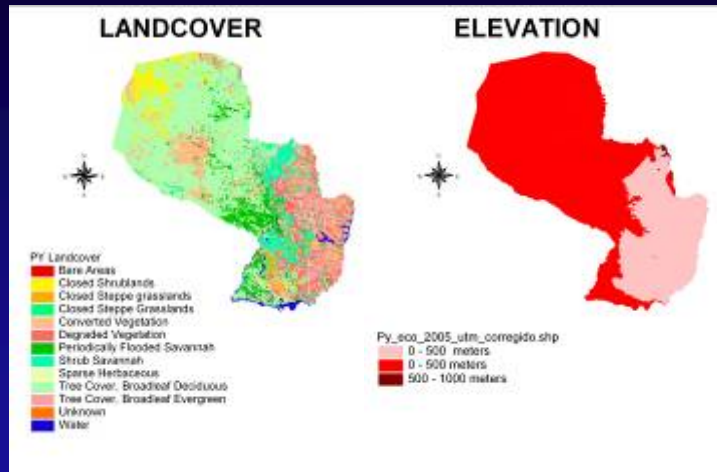 LANDCOVER
PY Landcover
Bare Areas
Closed Shrublands
Closed Steppe grasslands
Closed Steppe Grasslands
Converted Vegetation
Degraded Vegetation
Periodically Flooded Savannah
Shrub Savannah
Sparse Herbaceous
Tree Cover. Broadleaf Deciduous
Tree Cover. Broadleaf Evergreen
Unknown
Water
ELEVATION
Py_eco_2005_utm_corregido.shp
0 - 500 meters
0 - 500 meters
500 - 1000 meters